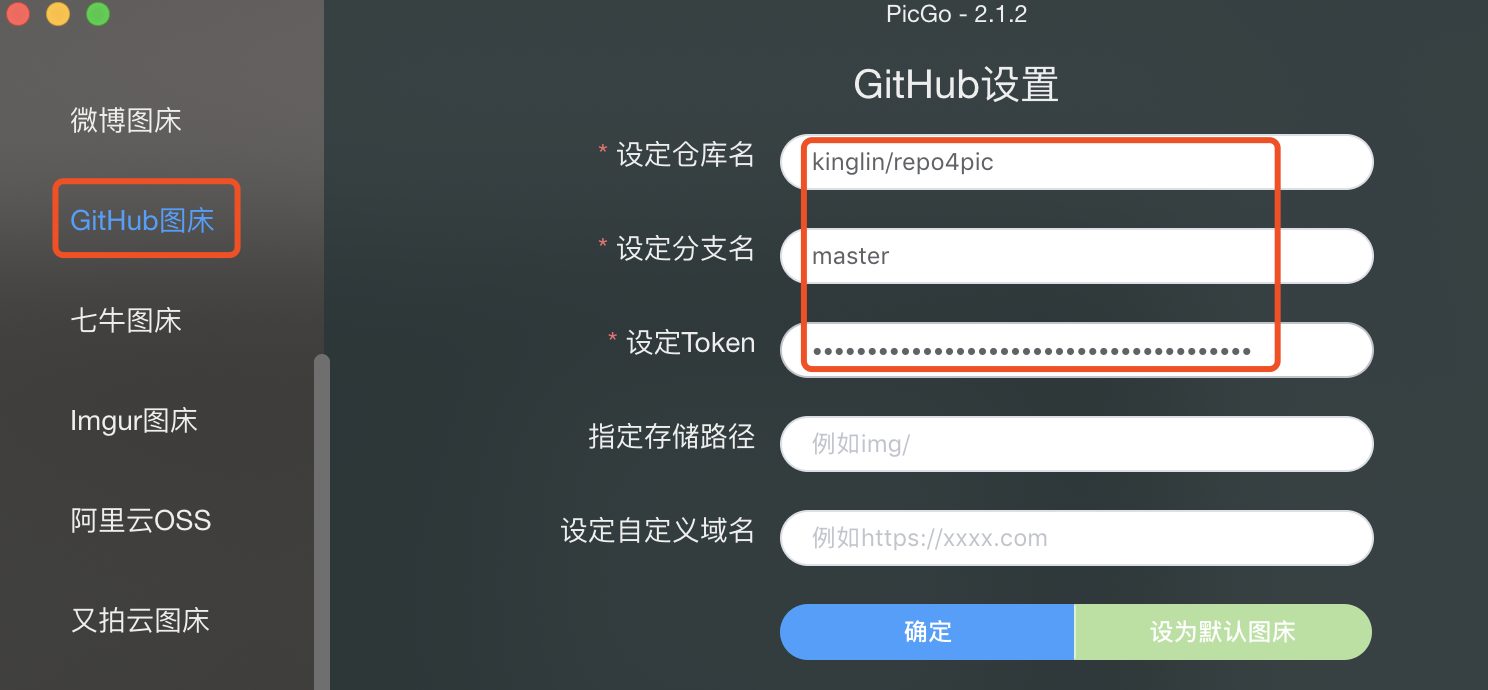 PicGo - 2.1.2
微博图床
GitHub图床
七牛图床
Imgur图床
阿里云OSS
又拍云图床
GitHub设置
* 设定仓库名
kinglin/repo4pic
* 设定分支名
master
* 设定Token
••••••••••••••••••••••••••••••••••••••••
指定存储路径
例如img/
设定自定义域名
例如https://xxxx.com
确定
设为默认图床